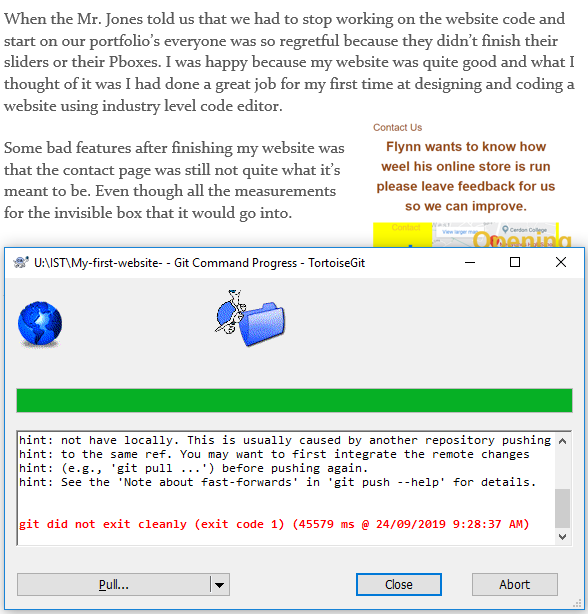 When the Mr. Jones told us that we had to stop working on the website code and
start on our portfolio’s everyone was so regretful because they didn’t finish their
sliders or their Pboxes. I was happy because my website was quite good and what I
thought of it was I had done a great job for my first time at designing and coding a
website using industry level code editor.
Some bad features after finishing my website was
that the contact page was still not quite what it’s
meant to be. Even though all the measurements
for the invisible box that it would go into.
Contact Us
Flynn wants to know how
weel his online store is run
please leave feedback for us
so we can improve.
Contact
View larger map
Cerdon College
Opening
U:\IST\My-first-website- - Git Command Progress - TortoiseGit
hint: not have locally. This is usually caused by another repository pushing
hint: to the same ref. You may want to first integrate the remote changes
hint: (e.g., 'git pull ...') before pushing again.
hint: See the 'Note about fast-forwards' in 'git push --help' for details.
git did not exit cleanly (exit code 1) (45579 ms @ 24/09/2019 9:28:37 AM)
Pull...
Close
Abort